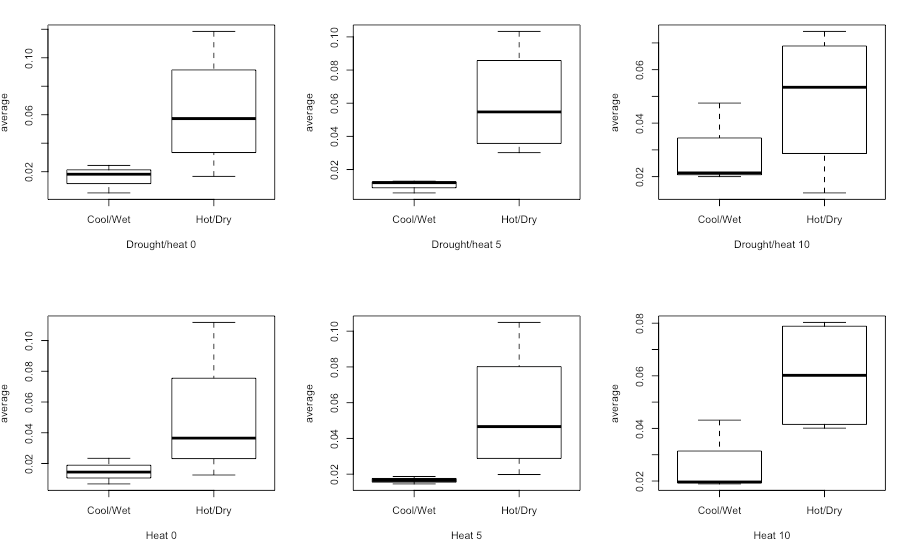 average
0.02 0.06 0.10
Cool/Wet Hot/Dry
Drought/heat 0
average
0.02 0.04 0.06 0.08 0.10
Cool/Wet Hot/Dry
Drought/heat 5
average
0.02 0.04 0.06
Cool/Wet Hot/Dry
Drought/heat 10
average
0.02 0.04 0.06 0.08 0.10
Cool/Wet Hot/Dry
Heat 0
average
0.02 0.04 0.06 0.08 0.10
Cool/Wet Hot/Dry
Heat 5
average
0.02 0.04 0.06 0.08
Cool/Wet Hot/Dry
Heat 10